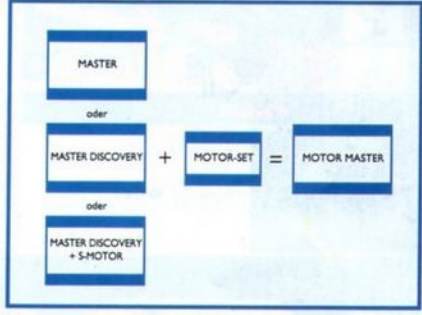 MASTER
oder
MASTER DISCOVERY + MOTOR-SET = MOTOR MASTER
oder
MASTER DISCOVERY
+ S-MOTOR